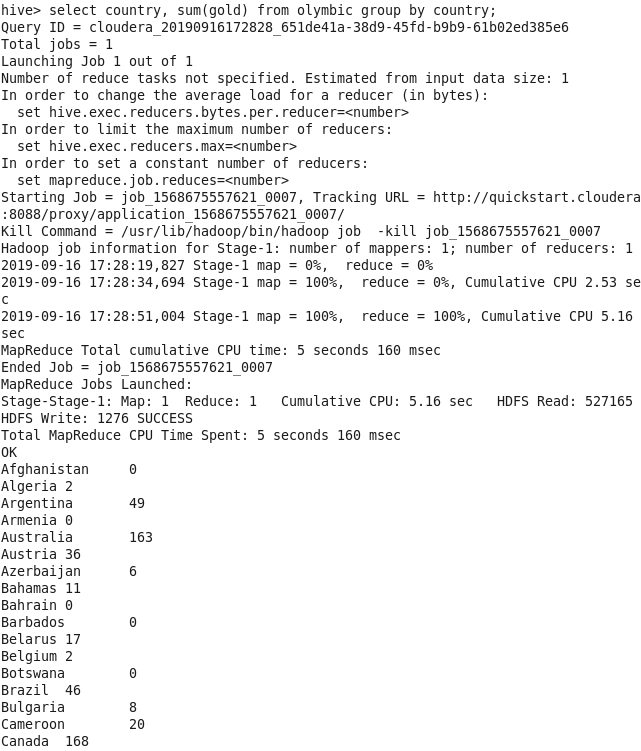 hive> select country, sum(gold) from olymbic group by country;
Query ID = cloudera_20190916172828_651de41a-38d9-45fd-b9b9-61b02ed385e6
Total jobs = 1
Launching Job 1 out of 1
Number of reduce tasks not specified. Estimated from input data size: 1
In order to change the average load for a reducer (in bytes):
  set hive.exec.reducers.bytes.per.reducer=<number>
In order to limit the maximum number of reducers:
  set hive.exec.reducers.max=<number>
In order to set a constant number of reducers:
  set mapreduce.job.reduces=<number>
Starting Job = job_1568675557621_0007, Tracking URL = http://quickstart.cloudera
:8088/proxy/application_1568675557621_0007/
Kill Command = /usr/lib/hadoop/bin/hadoop job  -kill job_1568675557621_0007
Hadoop job information for Stage-1: number of mappers: 1; number of reducers: 1
2019-09-16 17:28:19,827 Stage-1 map = 0%,  reduce = 0%
2019-09-16 17:28:34,694 Stage-1 map = 100%,  reduce = 0%, Cumulative CPU 2.53 se
c
2019-09-16 17:28:51,004 Stage-1 map = 100%,  reduce = 100%, Cumulative CPU 5.16
sec
MapReduce Total cumulative CPU time: 5 seconds 160 msec
Ended Job = job_1568675557621_0007
MapReduce Jobs Launched:
Stage-Stage-1: Map: 1  Reduce: 1   Cumulative CPU: 5.16 sec   HDFS Read: 527165
HDFS Write: 1276 SUCCESS
Total MapReduce CPU Time Spent: 5 seconds 160 msec
OK
Afghanistan     0
Algeria 2
Argentina       49
Armenia 0
Australia       163
Austria 36
Azerbaijan      6
Bahamas 11
Bahrain 0
Barbados        0
Belarus 17
Belgium 2
Botswana        0
Brazil  46
Bulgaria        8
Cameroon        20
Canada  168